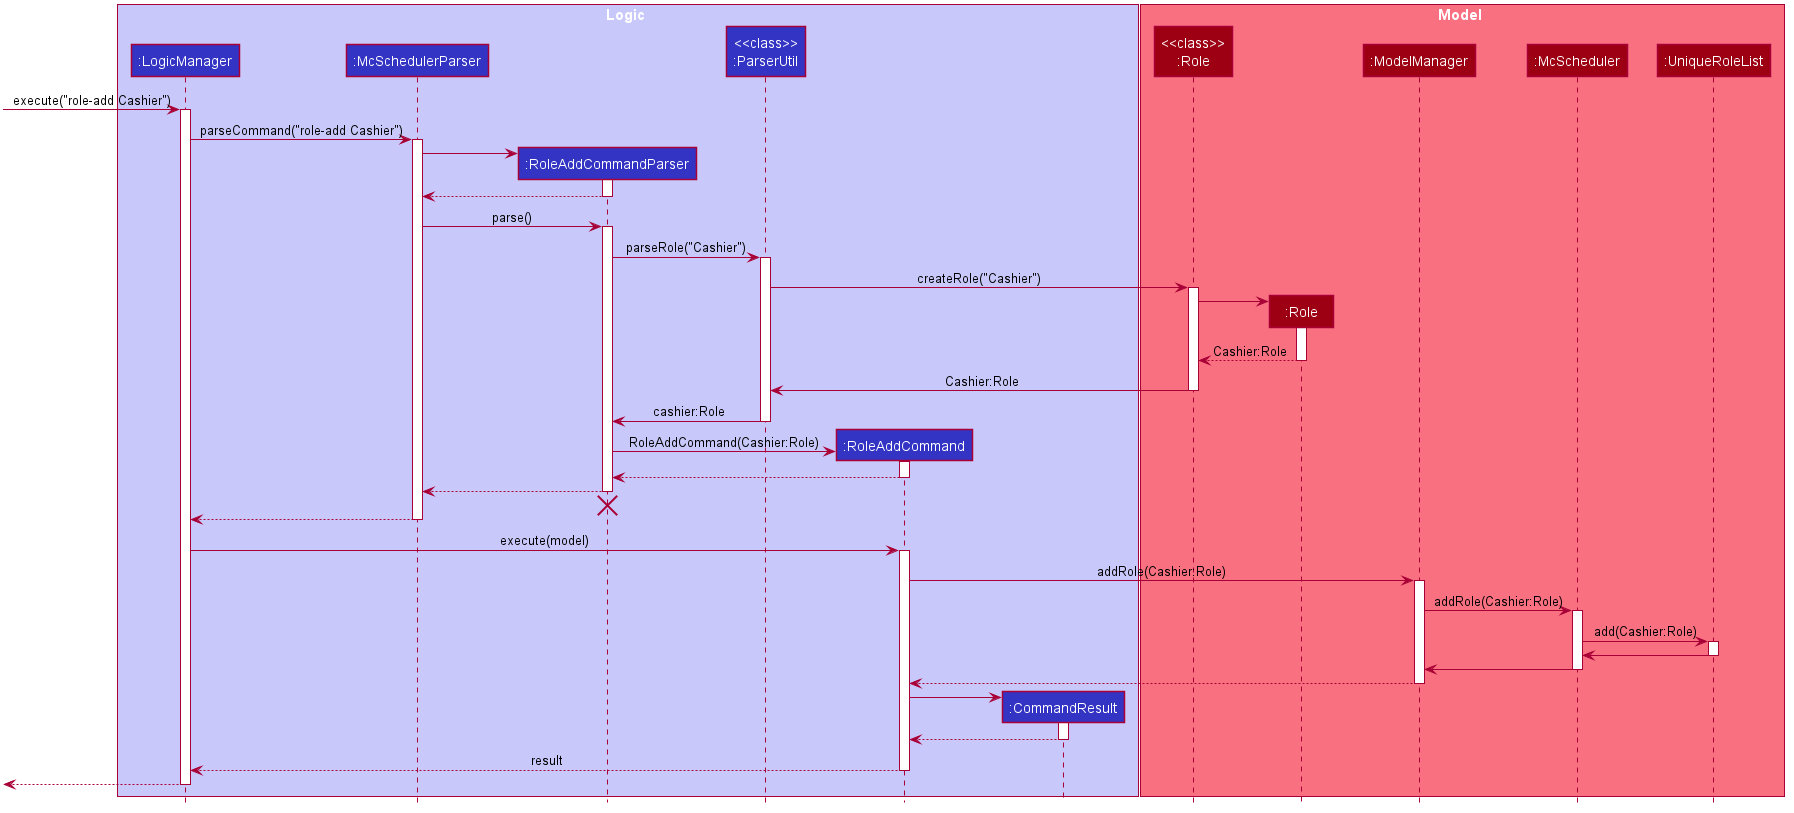 Logic
Model
<<class>>
:ParserUtil
<<class>>
:Role
:LogicManager
:McSchedulerParser
:ModelManager
:McScheduler
:UniqueRoleList
execute("role-add Cashier")
parseCommand("role-add Cashier")
:RoleAddCommandParser
parse()
parseRole("Cashier")
createRole("Cashier")
:Role
Cashier:Role
Cashier:Role
cashier:Role
RoleAddCommand(Cashier:Role)
:RoleAddCommand
execute(model)
addRole(Cashier:Role)
addRole(Cashier:Role)
add(Cashier:Role)
:CommandResult
result